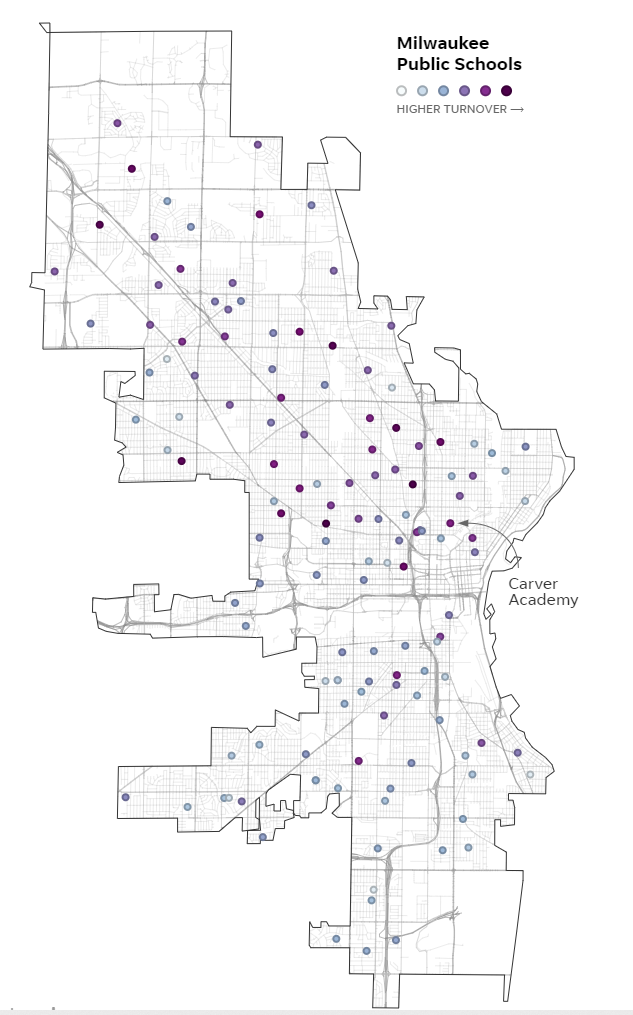 Milwaukee
Public Schools
HIGHER TURNOVER →
Carver
Academy